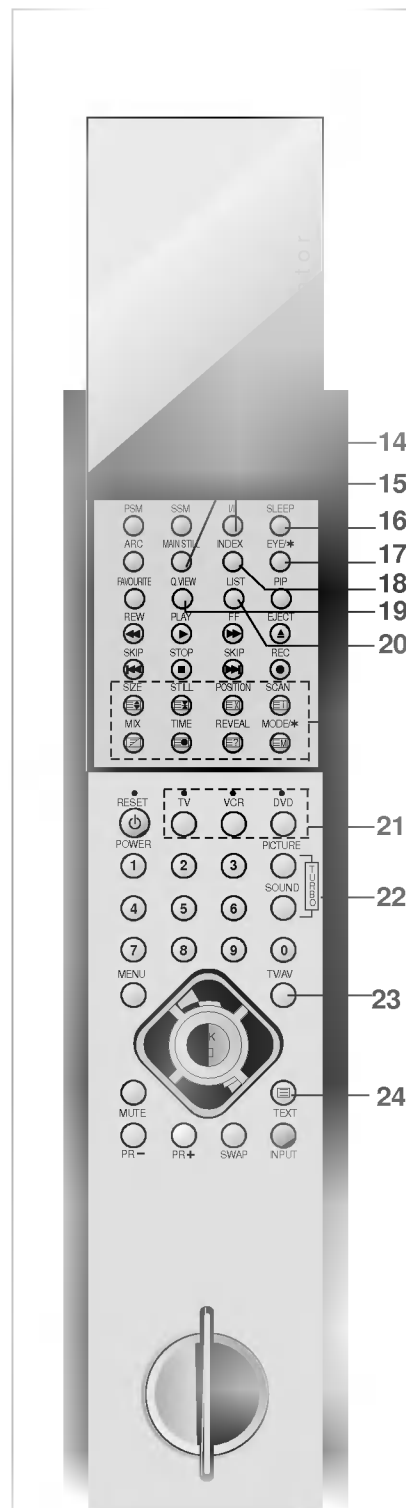 14
15
PSM SSM I/II SLEEP 16
ARC MAIN STILL INDEX EYE/✱ 17
18
FAVOURITE Q.VIEW LIST PIP
19
REW PLAY FF EJECT
20
SKIP STOP SKIP REC
SIZE STILL POSITION SCAN
MIX TIME REVEAL MODE/✱
RESET TV VCR DVD
21
POWER PICTURE
1 2 3
TURBO
SOUND
22
4 5 6
7 8 9 0
MENU TV/AV
23
K
24
MUTE TEXT
PR− PR+ SWAP INPUT